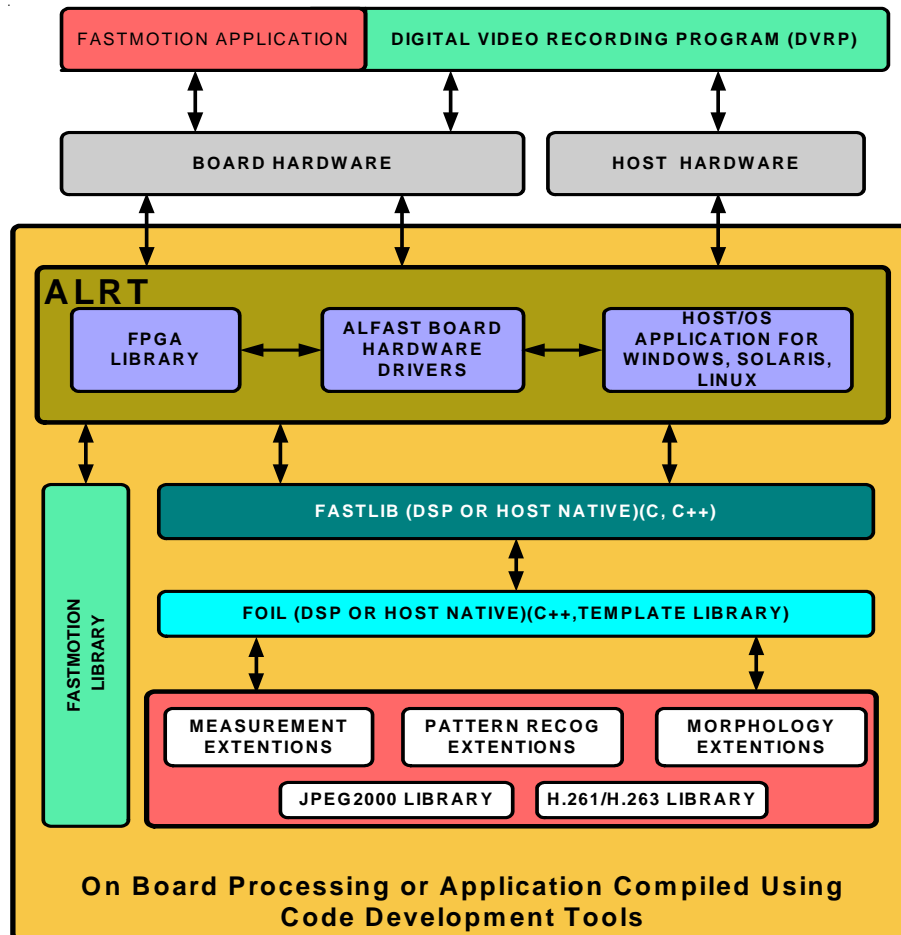 FASTMOTION APPLICATION
DIGITAL VIDEO RECORDING PROGRAM (DVRP)
BOARD HARDWARE
HOST HARDWARE
ALRT
FPGA
LIBRARY
ALFAST BOARD
HARDWARE
DRIVERS
HOST/OS
APPLICATION FOR
WINDOWS, SOLARIS,
LINUX
FASTMOTION
LIBRARY
FASTLIB (DSP OR HOST NATIVE)(C, C++)
FOIL (DSP OR HOST NATIVE)(C++,TEMPLATE LIBRARY)
MEASUREMENT
EXTENTIONS
PATTERN RECOG
EXTENTIONS
MORPHOLOGY
EXTENTIONS
JPEG2000 LIBRARY
H.261/H.263 LIBRARY
On Board Processing or Application Compiled Using
Code Development Tools